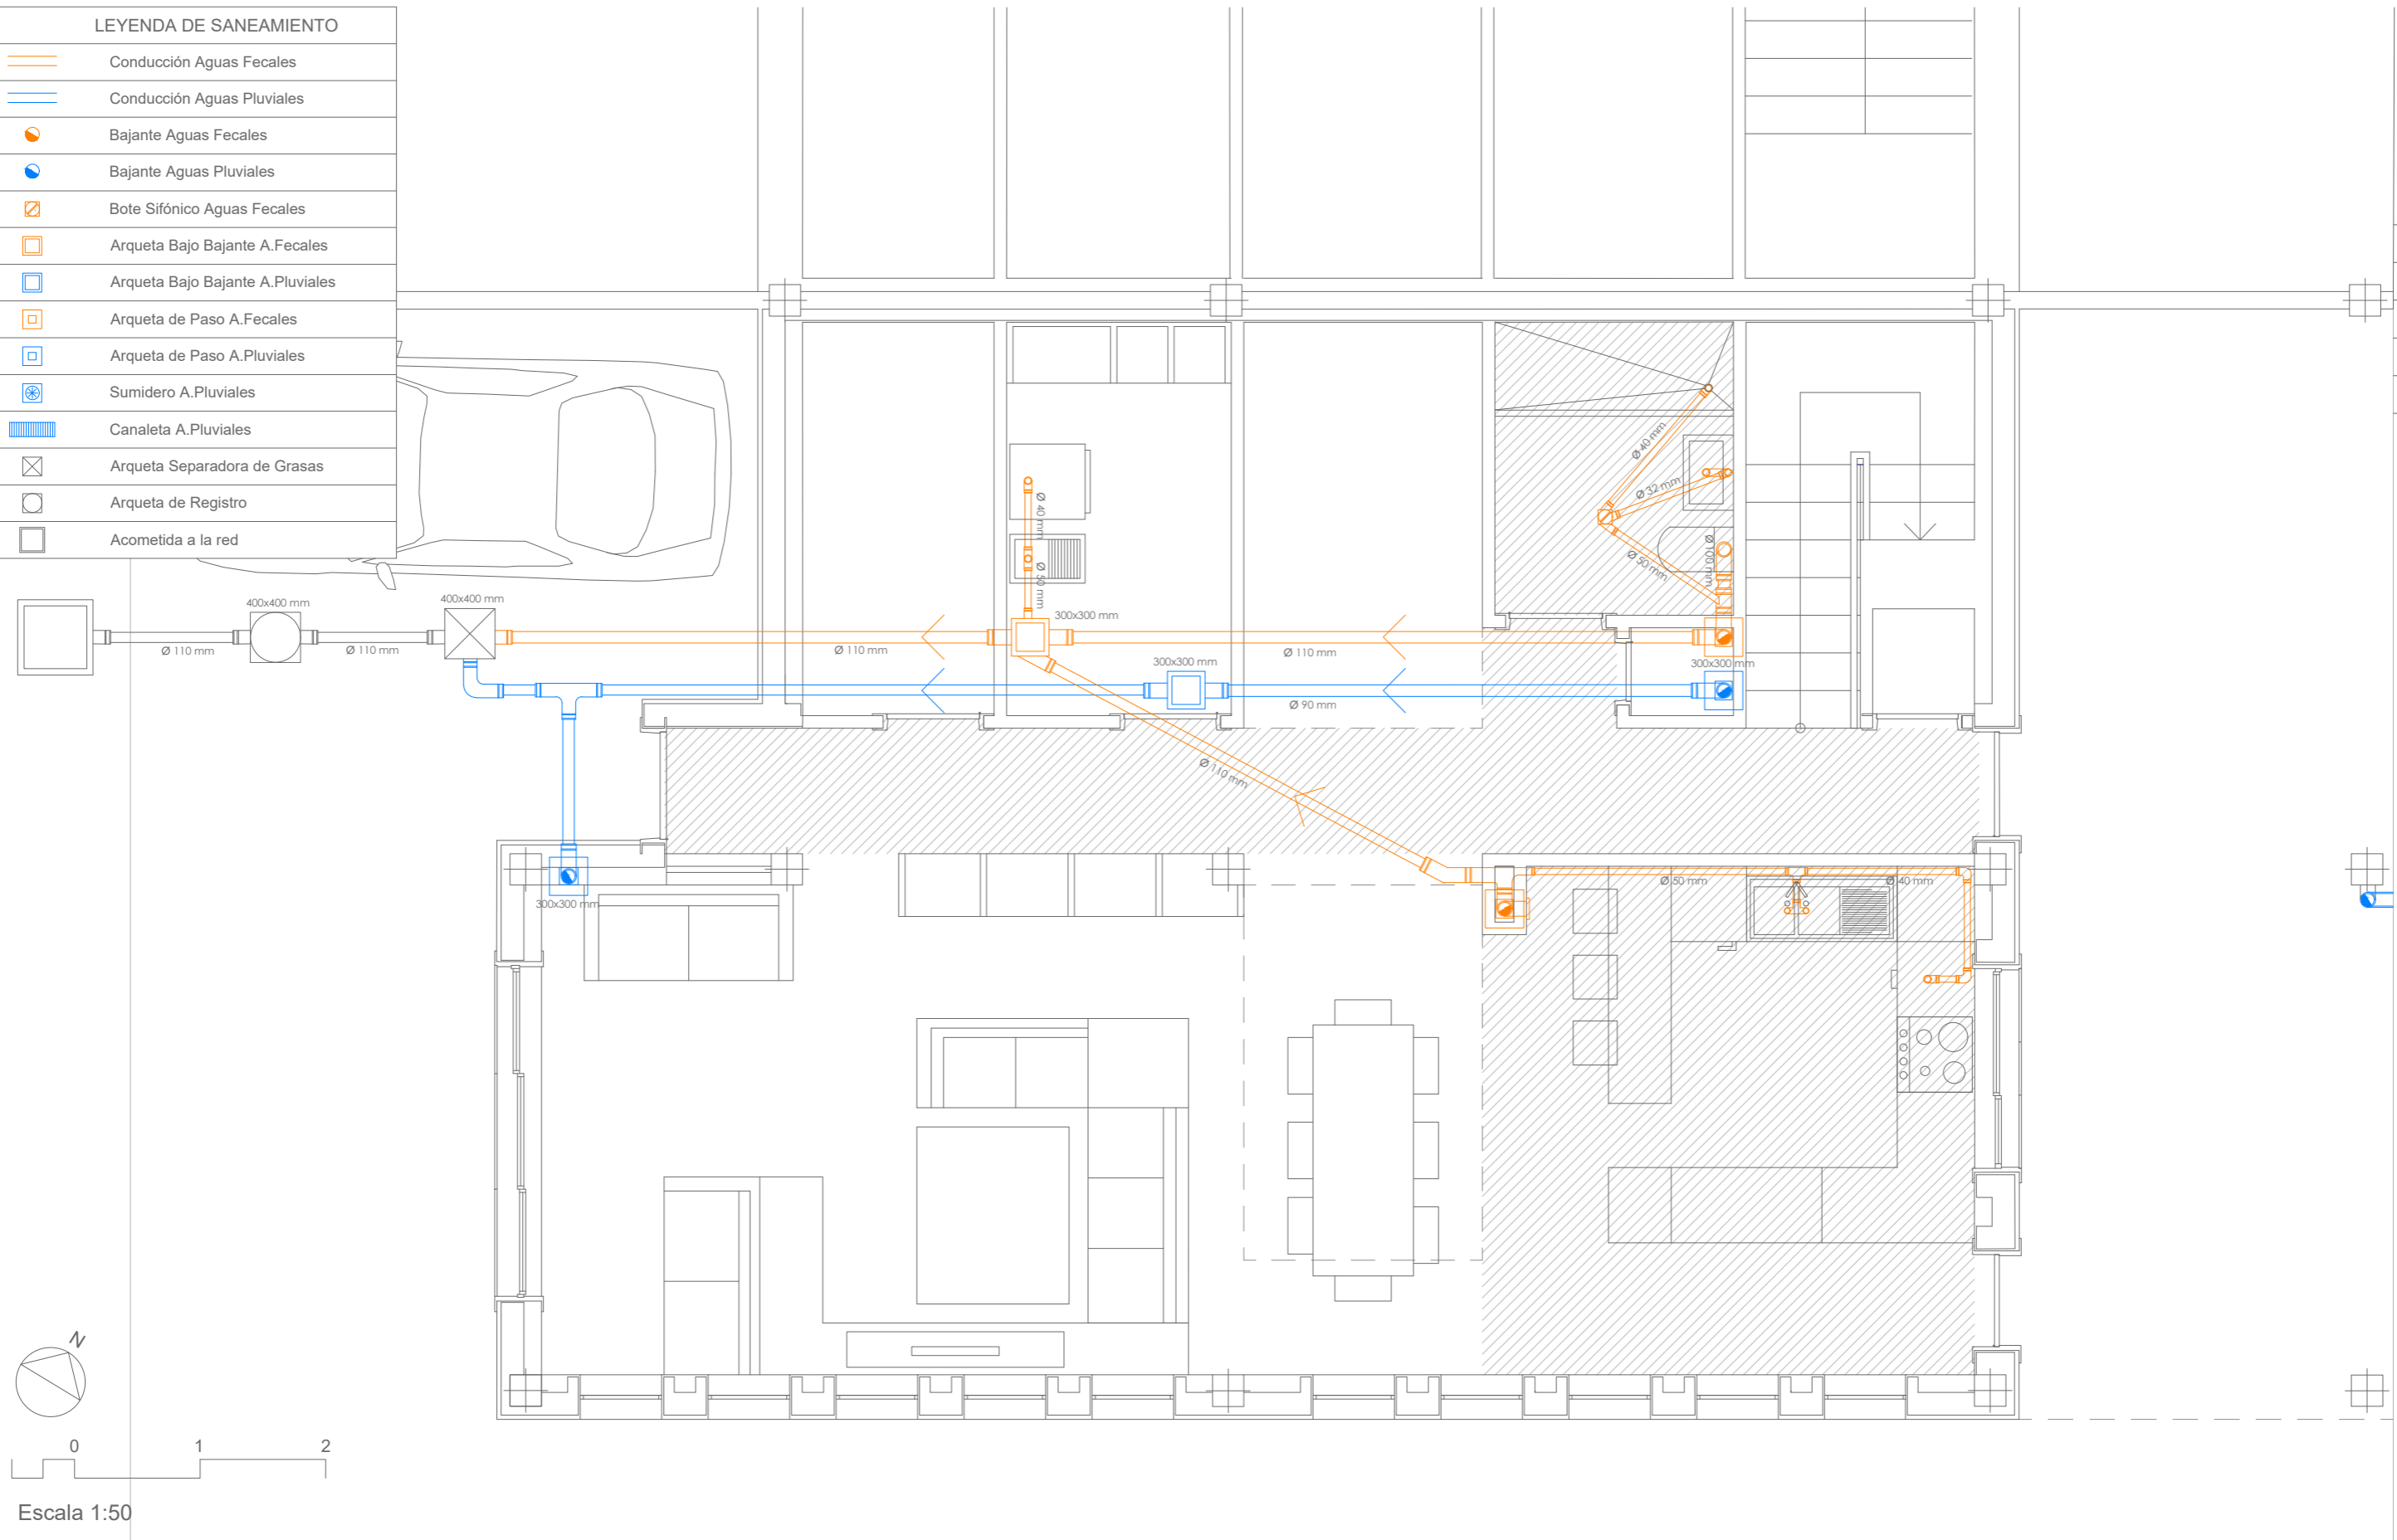 LEYENDA DE SANEAMIENTO
Conducción Aguas Fecales
Conducción Aguas Pluviales
Bajante Aguas Fecales
Bajante Aguas Pluviales
Bote Sifónico Aguas Fecales
Arqueta Bajo Bajante A.Fecales
Arqueta Bajo Bajante A.Pluviales
Arqueta de Paso A.Fecales
Arqueta de Paso A.Pluviales
Sumidero A.Pluviales
Canaleta A.Pluviales
Arqueta Separadora de Grasas
Arqueta de Registro
Acometida a la red
Ø 40 mm
Ø 32 mm
Ø 50 mm
Ø 100 mm
Ø 40 mm
Ø 50 mm
400x400 mm
400x400 mm
300x300 mm
Ø 110 mm
Ø 110 mm
Ø 110 mm
Ø 110 mm
300x300 mm
300x300 mm
Ø 90 mm
Ø 110 mm
Ø 50 mm
Ø 40 mm
300x300 mm
N
0 1 2
Escala 1:50